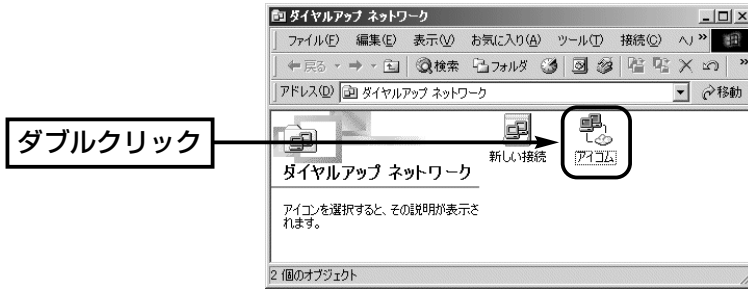 ダイヤルアップ ネットワーク
ファイル(F) 編集(E) 表示(V) お気に入り(A) ツール(T) 接続(C) ヘ »
戻る 検索 フォルダ »
アドレス(D) ダイヤルアップ ネットワーク 移動
ダブルクリック
新しい接続 アイコム
ダイヤルアップ ネットワーク
アイコンを選択すると、その説明が表示さ
れます。
2 個のオブジェクト